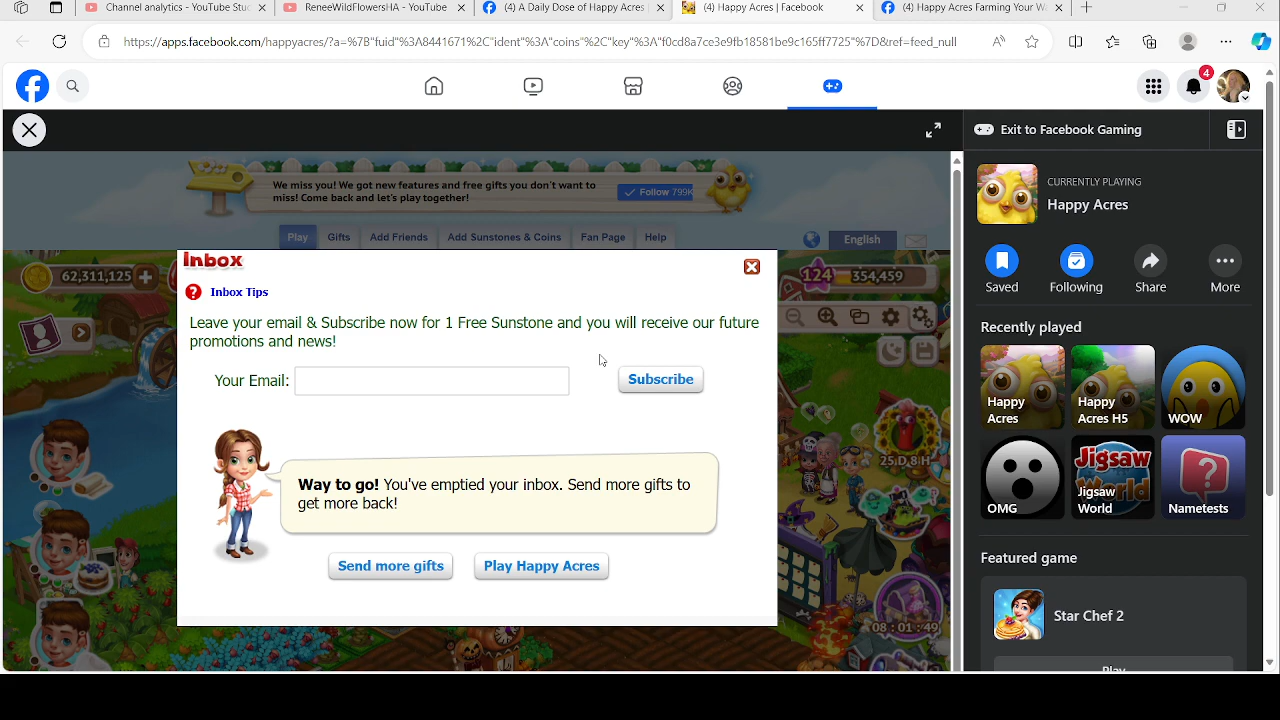 Channel analytics - YouTube Stu
ReneeWildFlowersHA - YouTube
(4) A Daily Dose of Happy Acres
(4) Happy Acres | Facebook
(4) Happy Acres Farming Your W
https://apps.facebook.com/happyacres/?a=%7B"fuid"%3A8441671%2C"ident"%3A"coins"%2C"key"%3A"f0cd8a7ce3e9fb18581be9c165ff7725"%7D&ref=feed_null
4
Exit to Facebook Gaming
We miss you! We got new features and free gifts you don't want to
miss! Come back and let's play together!
Follow 799K
CURRENTLY PLAYING
Happy Acres
Play
Gifts
Add Friends
Add Sunstones & Coins
Fan Page
Help
English
Saved
Following
Share
More
62,311,125
Inbox
124
354,459
Inbox Tips
Leave your email & Subscribe now for 1 Free Sunstone and you will receive our future
promotions and news!
Your Email:
Subscribe
Recently played
Happy
Acres
Happy
Acres H5
WOW
OMG
Jigsaw
World
Jigsaw
World
Nametests
25 D 8 H
Way to go! You've emptied your inbox. Send more gifts to
get more back!
Send more gifts
Play Happy Acres
Featured game
Star Chef 2
08 : 01 : 49
Play